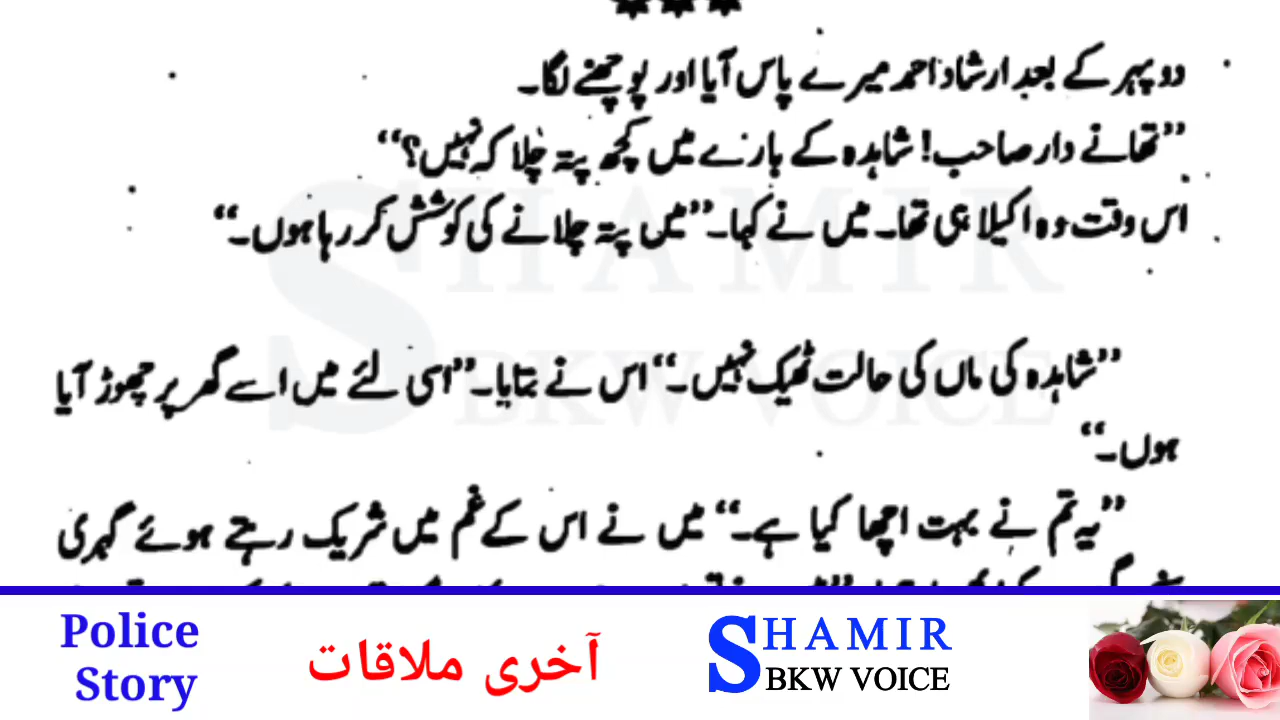 دوپہر کے بعد ارشاد احمد میرے پاس آیا اور پوچھنے لگا۔
”تھانے دار صاحب! شاہدہ کے بارے میں کچھ پتہ چلا کہ نہیں؟“
اس وقت وہ اکیلا ہی تھا۔ میں نے کہا۔ ”میں پتہ چلانے کی کوشش کر رہا ہوں۔“
”شاہدہ کی ماں کی حالت ٹھیک نہیں۔“ اس نے بتایا۔ ”اسی لئے میں اسے گھر پر چھوڑ آیا
ہوں۔“
”یہ تم نے بہت اچھا کیا ہے۔“ میں نے اس کے غم میں شریک رہتے ہوئے گہری
SHAMIR
BKW VOICE
Police
Story
آخری ملاقات
SHAMIR
BKW VOICE